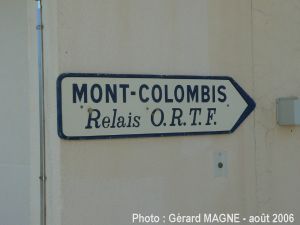 MONT-COLOMBIS
Relais O.R.T.F.
Photo : Gérard MAGNE - août 2006